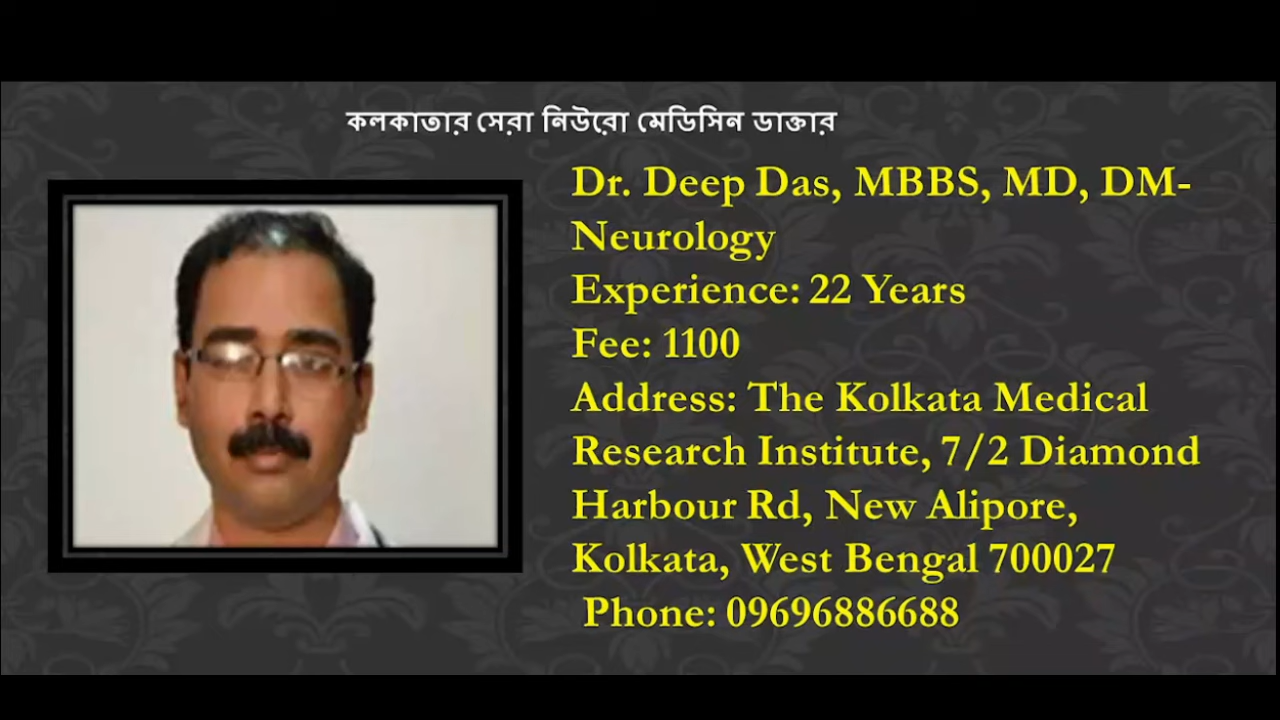 কলকাতার সেরা নিউরো মেডিসিন ডাক্তার
Dr. Deep Das, MBBS, MD, DM-
Neurology
Experience: 22 Years
Fee: 1100
Address: The Kolkata Medical
Research Institute, 7/2 Diamond
Harbour Rd, New Alipore,
Kolkata, West Bengal 700027
Phone: 09696886688